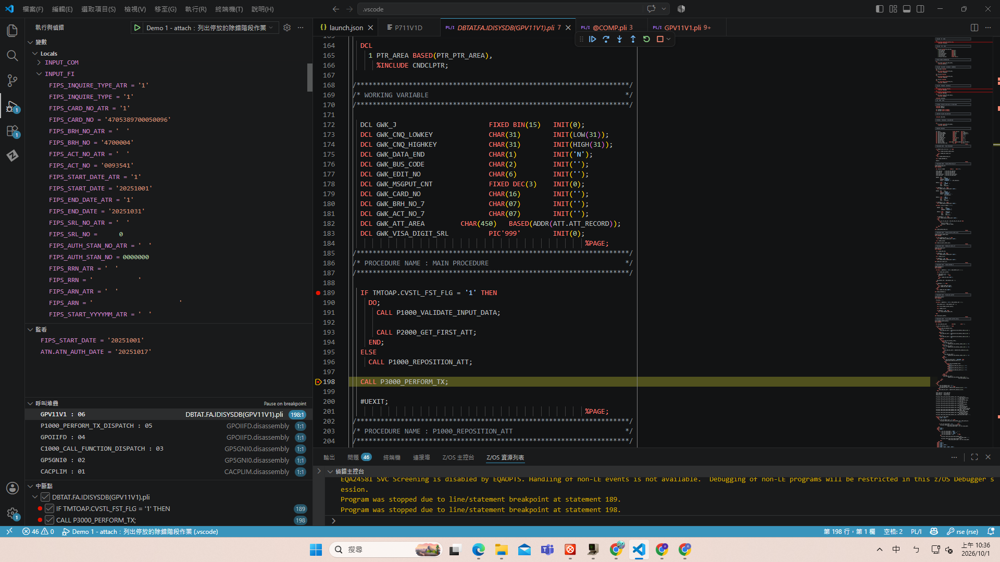 檔案(F) 編輯(E) 選取項目(S) 檢視(V) 移至(G) 執行(R) 終端機(T) 說明(H)
.vscode
執行與偵錯
Demo 1 - attach：列出停放的除錯階段作業
launch.json
P711V1D
PL/I DBTAT.FA.IDISYSDB(GPV11V1).pli 7
PL/I @COMP.pli 3
PL/I GPV11V1.pli 9+
變數
Locals
INPUT_COM
INPUT_FI
FIPS_INQUIRE_TYPE_ATR = '1'
FIPS_INQUIRE_TYPE = '1'
FIPS_CARD_NO_ATR = '1'
FIPS_CARD_NO = '4705389700050096'
FIPS_BRH_NO_ATR = '  '
FIPS_BRH_NO = '4700004'
FIPS_ACT_NO_ATR = '  '
FIPS_ACT_NO = '0093541'
FIPS_START_DATE_ATR = '1'
FIPS_START_DATE = '20251001'
FIPS_END_DATE_ATR = '1'
FIPS_END_DATE = '20251031'
FIPS_SRL_NO_ATR = '  '
FIPS_SRL_NO =      0
FIPS_AUTH_STAN_NO_ATR = '  '
FIPS_AUTH_STAN_NO = 0000000
FIPS_RRN_ATR = '  '
FIPS_RRN = '            '
FIPS_ARN_ATR = '  '
FIPS_ARN = '                       '
FIPS_START_YYYYMM_ATR = '  '
監看
FIPS_START_DATE = '20251001'
ATN.ATN_AUTH_DATE = '20251017'
呼叫堆疊
Pause on breakpoint
GPV11V1 : 06 DBTAT.FA.IDISYSDB(GPV11V1).pli 198:1
P1000_PERFORM_TX_DISPATCH : 05 GPOIIFD.disassembly 1:1
GPOIIFD : 04 GPOIIFD.disassembly 1:1
C1000_CALL_FUNCTION_DISPATCH : 03 GP5GNI0.disassembly 1:1
GP5GNI0 : 02 GP5GNI0.disassembly 1:1
CACPLIM : 01 CACPLIM.disassembly 1:1
中斷點
DBTAT.FA.IDISYSDB(GPV11V1).pli
IF TMTOAP.CVSTL_FST_FLG = '1' THEN 189
CALL P3000_PERFORM_TX; 198
163
164 DCL
165 1 PTR_AREA BASED(PTR_PTR_AREA),
166 %INCLUDE CNDCLPTR;
167
168 /********************************************************************/
169 /* WORKING VARIABLE */
170 /********************************************************************/
171
172 DCL GWK_J FIXED BIN(15) INIT(0);
173 DCL GWK_CNQ_LOWKEY CHAR(31) INIT(LOW(31));
174 DCL GWK_CNQ_HIGHKEY CHAR(31) INIT(HIGH(31));
175 DCL GWK_DATA_END CHAR(1) INIT('N');
176 DCL GWK_BUS_CODE CHAR(2) INIT('');
177 DCL GWK_EDIT_NO CHAR(6) INIT('');
178 DCL GWK_MSGPUT_CNT FIXED DEC(3) INIT(0);
179 DCL GWK_CARD_NO CHAR(16) INIT('');
180 DCL GWK_BRH_NO_7 CHAR(07) INIT('');
181 DCL GWK_ACT_NO_7 CHAR(07) INIT('');
182 DCL GWK_ATT_AREA CHAR(450) BASED(ADDR(ATT.ATT_RECORD));
183 DCL GWK_VISA_DIGIT_SRL PIC'999' INIT(0);
184 %PAGE;
185 /********************************************************************/
186 /* PROCEDURE NAME : MAIN PROCEDURE */
187 /********************************************************************/
188
189 IF TMTOAP.CVSTL_FST_FLG = '1' THEN
190 DO;
191 CALL P1000_VALIDATE_INPUT_DATA;
192
193 CALL P2000_GET_FIRST_ATT;
194 END;
195 ELSE
196 CALL P1000_REPOSITION_ATT;
197
198 CALL P3000_PERFORM_TX;
199
200 #UEXIT;
201 %PAGE;
202 /********************************************************************/
203 /* PROCEDURE NAME : P1000_REPOSITION_ATT */
204 /********************************************************************/
輸出 問題 46 終端機 連接埠 Z/OS 主控台 Z/OS 資源列表
偵錯主控台
EQA2458I SVC Screening is disabled by EQAOPTS. Handling of non-LE events is not available.  Debugging of non-LE programs will be restricted in this z/OS Debugger s
ession.
Program was stopped due to line/statement breakpoint at statement 189.
Program was stopped due to line/statement breakpoint at statement 198.
46 0 Demo 1 - attach：列出停放的除錯階段作業 (.vscode)
第 198 行，第 1 欄 空格: 2 PL/I rse (rse)
搜尋
中 ㄣ
上午 10:36
2026/10/1